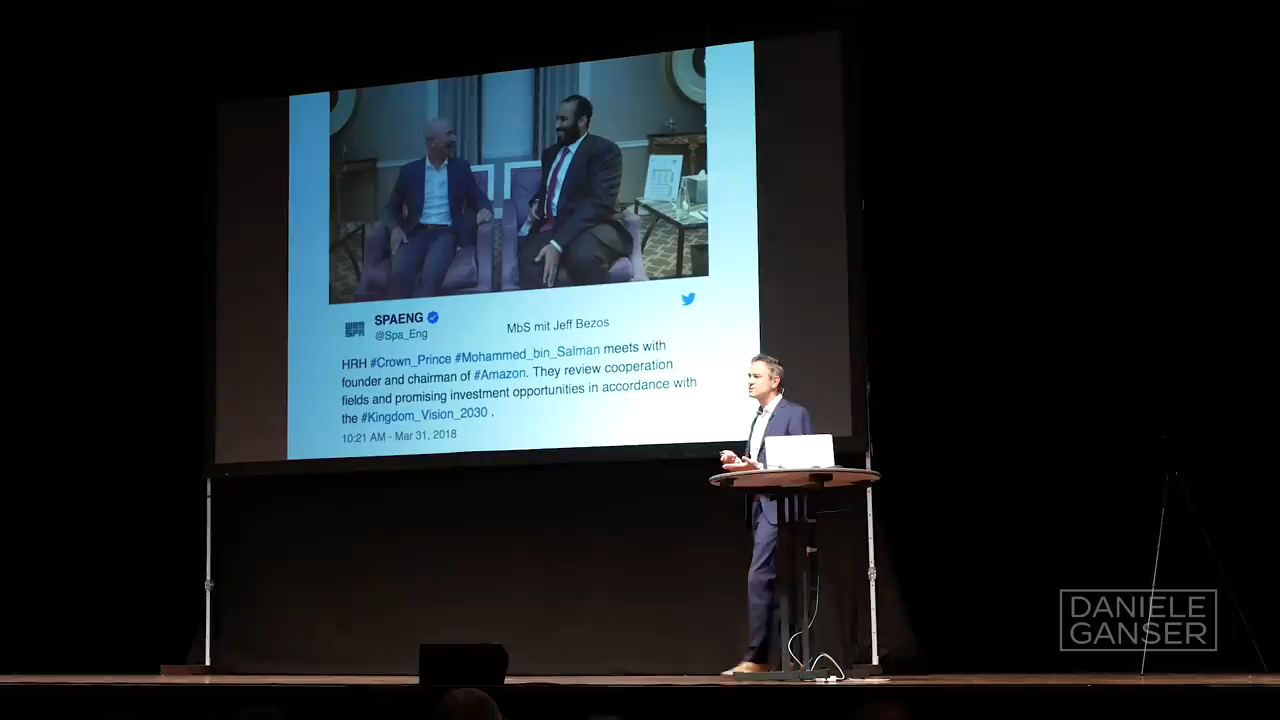 SPAENG
@Spa_Eng
MbS mit Jeff Bezos
HRH #Crown_Prince #Mohammed_bin_Salman meets with
founder and chairman of #Amazon. They review cooperation
fields and promising investment opportunities in accordance with
the #Kingdom_Vision_2030 .
10:21 AM - Mar 31, 2018
DANIELE
GANSER